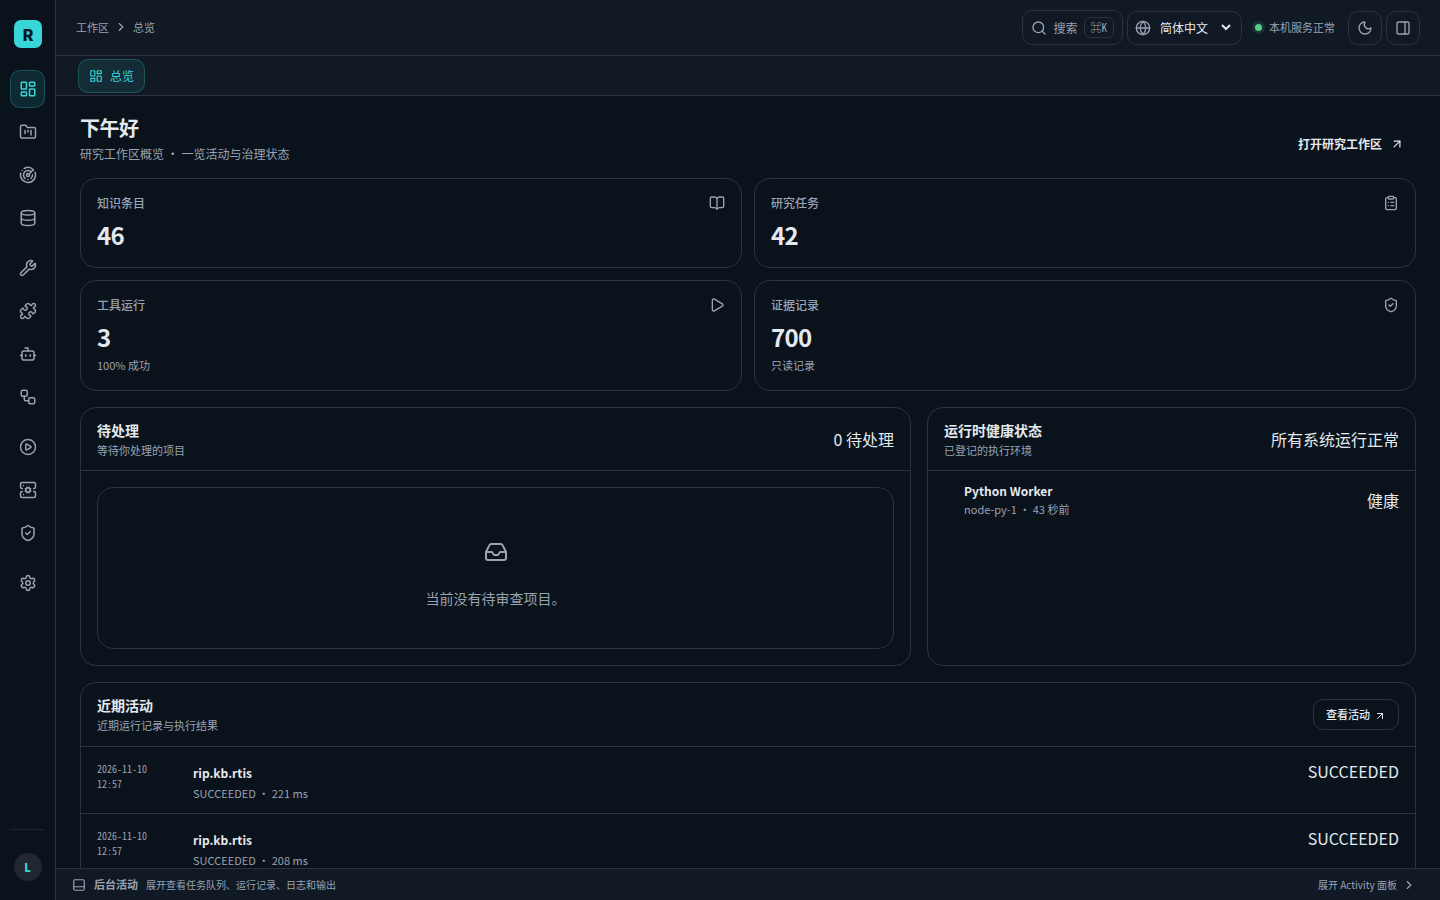 R
工作区 > 总览
搜索 ⌘K
简体中文
本机服务正常
总览
下午好
研究工作区概览 • 一览活动与治理状态
打开研究工作区
知识条目
46
研究任务
42
工具运行
3
100% 成功
证据记录
700
只读记录
待处理
等待你处理的项目
0 待处理
当前没有待审查项目。
运行时健康状态
已登记的执行环境
所有系统运行正常
Python Worker
node-py-1 • 43 秒前
健康
近期活动
近期运行记录与执行结果
查看活动
2026-11-10
12:57
rip.kb.rtis
SUCCEEDED • 221 ms
SUCCEEDED
2026-11-10
12:57
rip.kb.rtis
SUCCEEDED • 208 ms
SUCCEEDED
L
后台活动 展开查看任务队列、运行记录、日志和输出
展开 Activity 面板